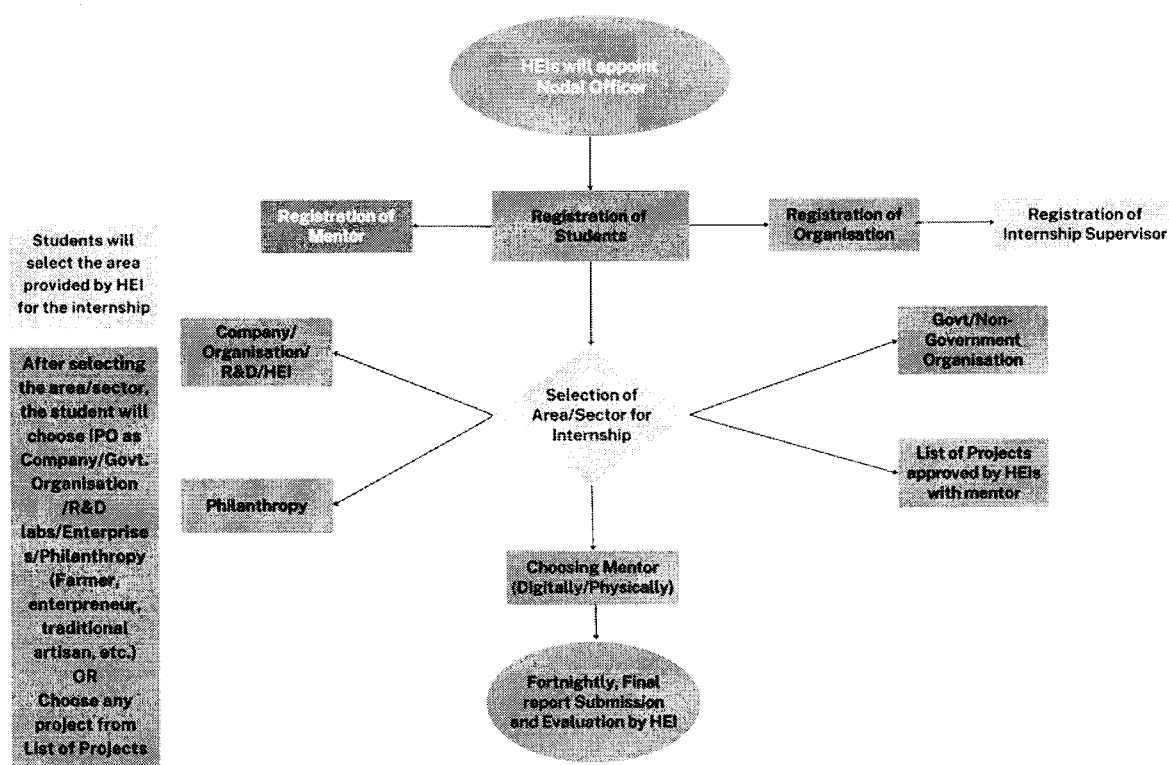 HEIs will appoint
Nodal Officer
Registration of
Mentor
Registration of
Students
Registration of
Organisation
Registration of
Internship Supervisor
Students will
select the area
provided by HEI
for the internship
Company/
Organisation/
R&D/HEI
Govt/Non-
Government
Organisation
Selection of
Area/Sector for
Internship
Philanthropy
List of Projects
approved by HEIs
with mentor
After selecting
the area/sector,
the student will
choose IPO as
Company/Govt.
Organisation
/R&D
labs/Enterprise
s/Philanthropy
(Farmer,
enterpreneur,
traditional
artisan, etc.)
OR
Choose any
project from
List of Projects
Choosing Mentor
(Digitally/Physically)
Fortnightly, Final
report Submission
and Evaluation by HEI